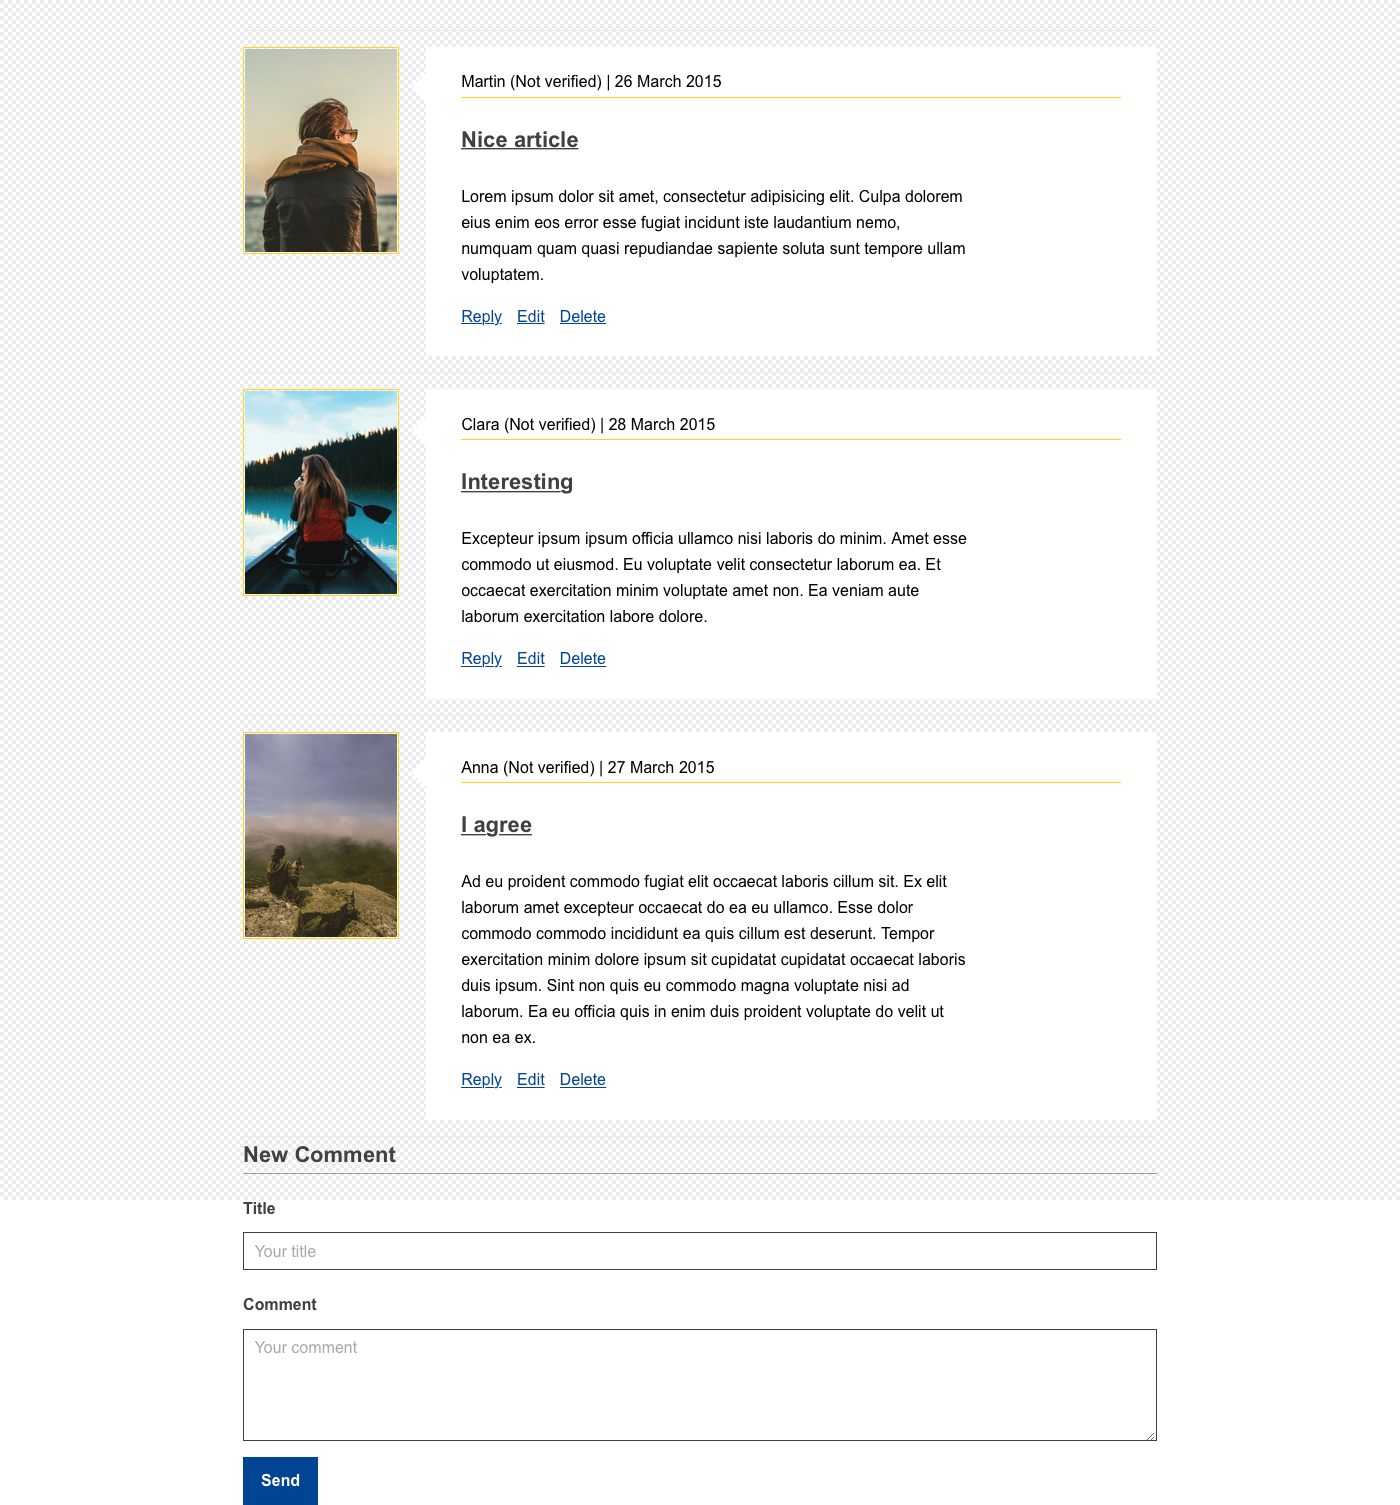 Martin (Not verified) | 26 March 2015
Nice article
Lorem ipsum dolor sit amet, consectetur adipisicing elit. Culpa dolorem
eius enim eos error esse fugiat incidunt iste laudantium nemo,
numquam quam quasi repudiandae sapiente soluta sunt tempore ullam
voluptatem.
Reply Edit Delete
Clara (Not verified) | 28 March 2015
Interesting
Excepteur ipsum ipsum officia ullamco nisi laboris do minim. Amet esse
commodo ut eiusmod. Eu voluptate velit consectetur laborum ea. Et
occaecat exercitation minim voluptate amet non. Ea veniam aute
laborum exercitation labore dolore.
Reply Edit Delete
Anna (Not verified) | 27 March 2015
I agree
Ad eu proident commodo fugiat elit occaecat laboris cillum sit. Ex elit
laborum amet excepteur occaecat do ea eu ullamco. Esse dolor
commodo commodo incididunt ea quis cillum est deserunt. Tempor
exercitation minim dolore ipsum sit cupidatat cupidatat occaecat laboris
duis ipsum. Sint non quis eu commodo magna voluptate nisi ad
laborum. Ea eu officia quis in enim duis proident voluptate do velit ut
non ea ex.
Reply Edit Delete
New Comment
Title
Your title
Comment
Your comment
Send